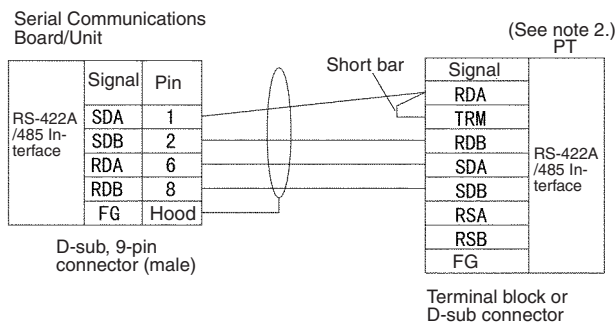 Serial Communications
Board/Unit
(See note 2.)
PT
Short bar
RS-422A
/485 In-
terface
Signal Pin
SDA 1
SDB 2
RDA 6
RDB 8
FG Hood
D-sub, 9-pin
connector (male)
Signal
RDA
TRM
RDB
SDA
SDB
RSA
RSB
FG
RS-422A
/485 In-
terface
Terminal block or
D-sub connector